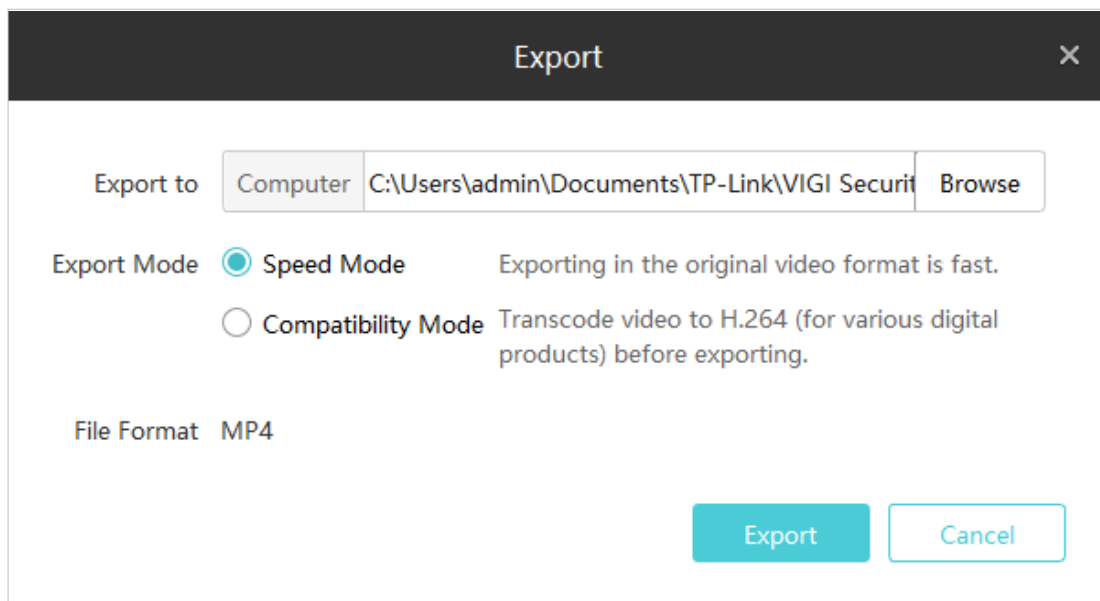 Export
Export to Computer C:\Users\admin\Documents\TP-Link\VIGI Securit Browse
Export Mode Speed Mode Exporting in the original video format is fast.
Compatibility Mode Transcode video to H.264 (for various digital
products) before exporting.
File Format MP4
Export Cancel